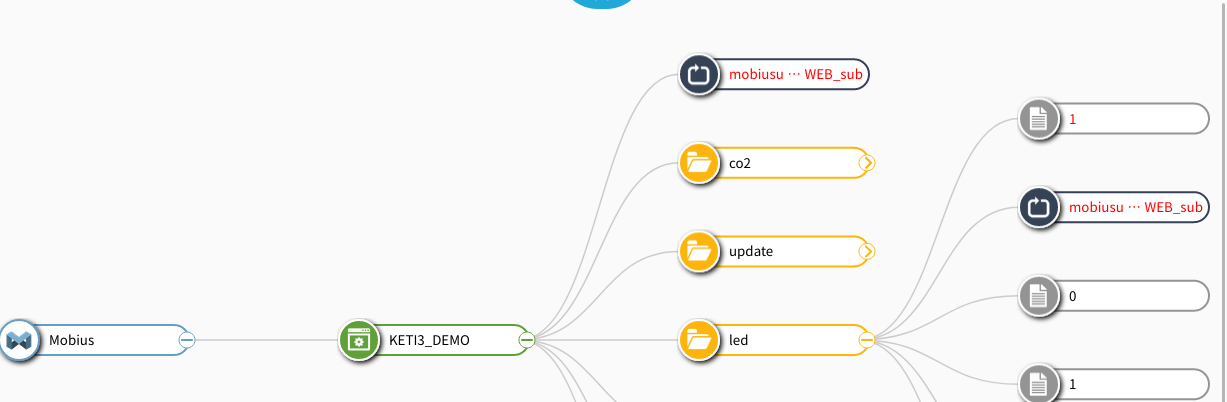 mobiusu ··· WEB_sub
1
co2
mobiusu ··· WEB_sub
update
0
Mobius
KETI3_DEMO
led
1